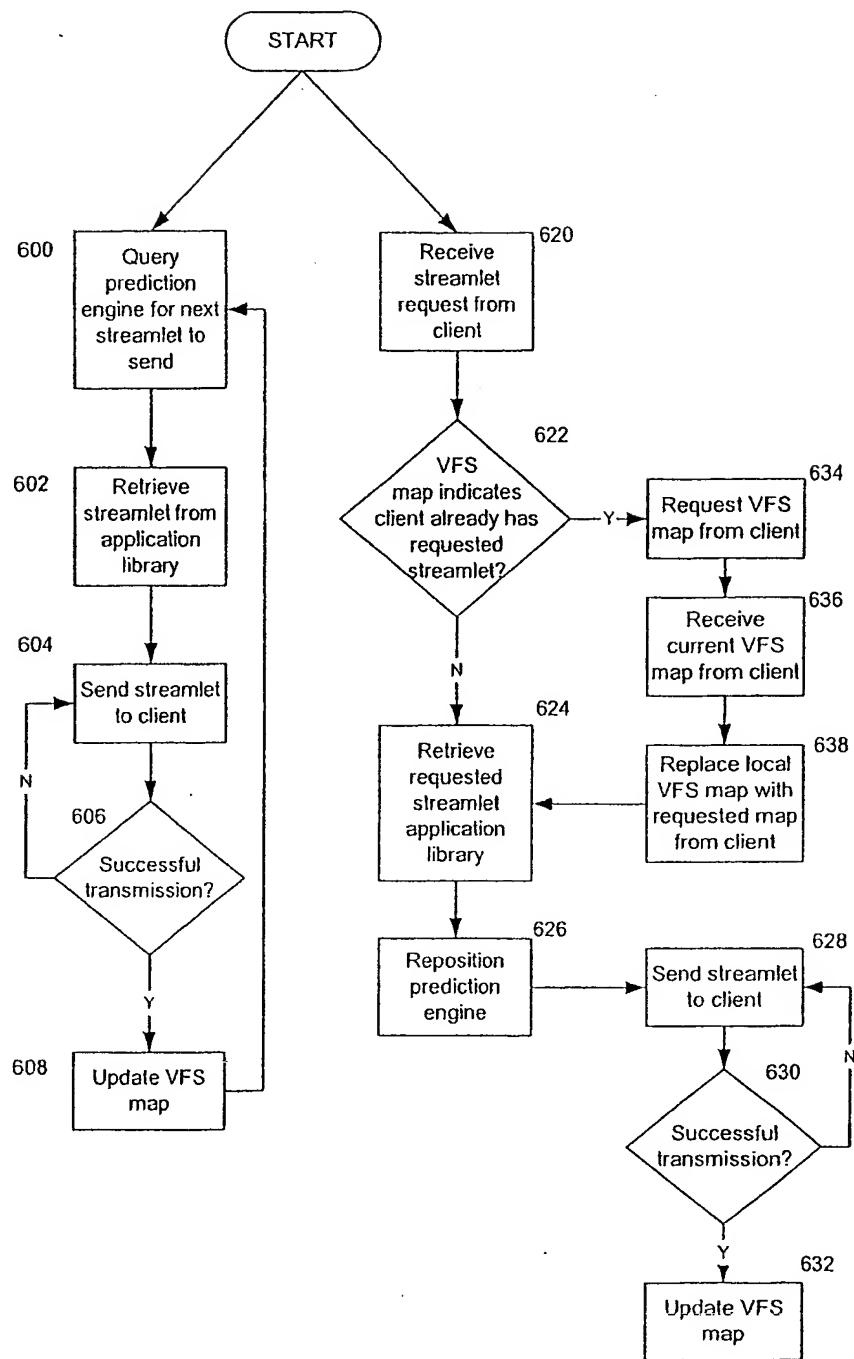 START
600
Query
prediction
engine for next
streamlet to
send
602
Retrieve
streamlet from
application
library
604
Send streamlet
to client
N
606
Successful
transmission?
Y
608
Update VFS
map
620
Receive
streamlet
request from
client
622
VFS
map indicates
client already has
requested
streamlet?
Y
N
634
Request VFS
map from client
636
Receive
current VFS
map from client
638
Replace local
VFS map with
requested map
from client
624
Retrieve
requested
streamlet
application
library
626
Reposition
prediction
engine
628
Send streamlet
to client
N
630
Successful
transmission?
Y
632
Update VFS
map